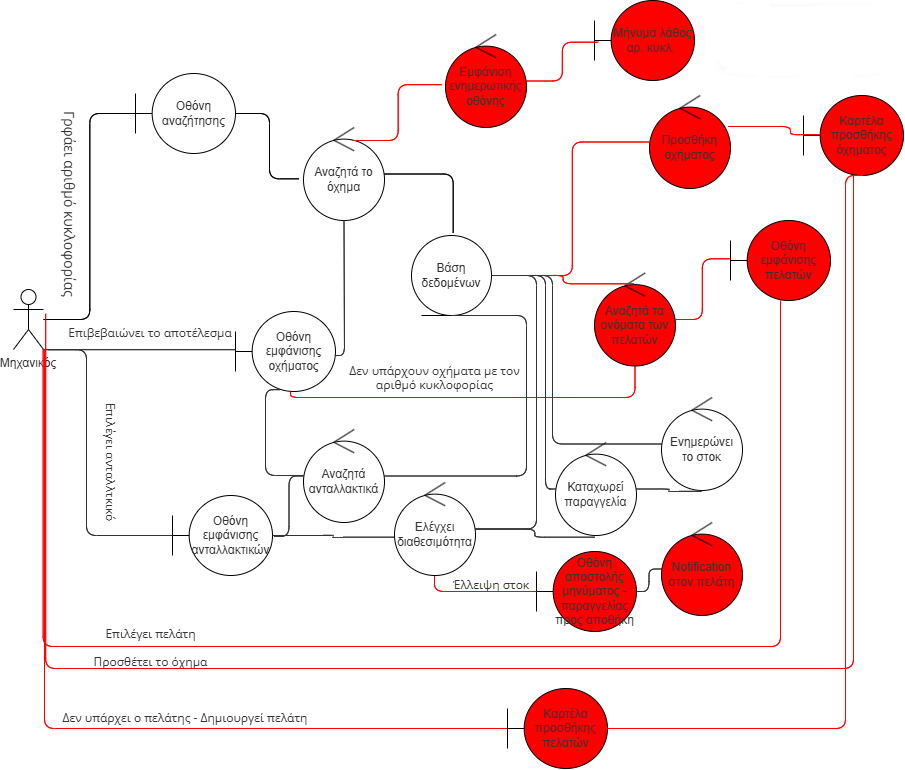 Μήνυμα λάθος
αρ. κυκλ
Εμφάνιση
ενημερωτικής
οθόνης
Οθόνη
αναζήτησης
Γρφάει αριθμό κυκλοφορίας
Καρτέλα
προσθήκης
όχηματος
Προσθήκη
οχήματος
Αναζητά το
όχημα
Βάση
δεδομένων
Οθόνη
εμφάνισης
πελατών
Αναζητά τα
ονόματα των
πελατών
Μηχανικός
Επιβεβαιώνει το αποτέλεσμα
Οθόνη
εμφάνισης
οχήματος
Δεν υπάρχουν οχήματα με τον
αριθμό κυκλοφορίας
Επιλέγει ανταλλτκικό
Ενημερώνει
το στοκ
Αναζητά
ανταλλακτικά
Καταχωρεί
παραγγελία
Οθόνη
εμφάνισης
ανταλλακτικών
Ελέγχει
διαθεσιμότητα
Έλλειψη στοκ
Οθόνη
αποστολής
μηνύματος -
παραγγελίας
προς αποθήκη
Notification
στον πελάτη
Επιλέγει πελάτη
Προσθέτει το όχημα
Δεν υπάρχει ο πελάτης - Δημιουργεί πελάτη
Καρτέλα
προσθήκης
πελατών